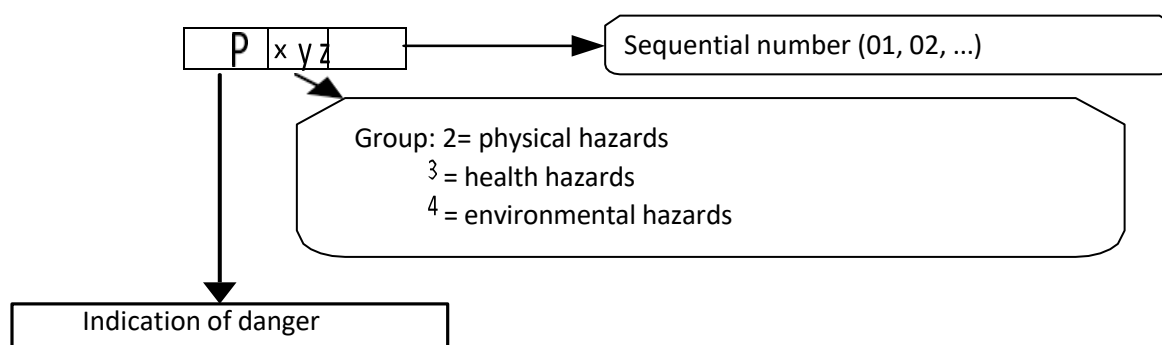 P x y z
Sequential number (01, 02, ...)
Group: 2= physical hazards
3 = health hazards
4 = environmental hazards
Indication of danger